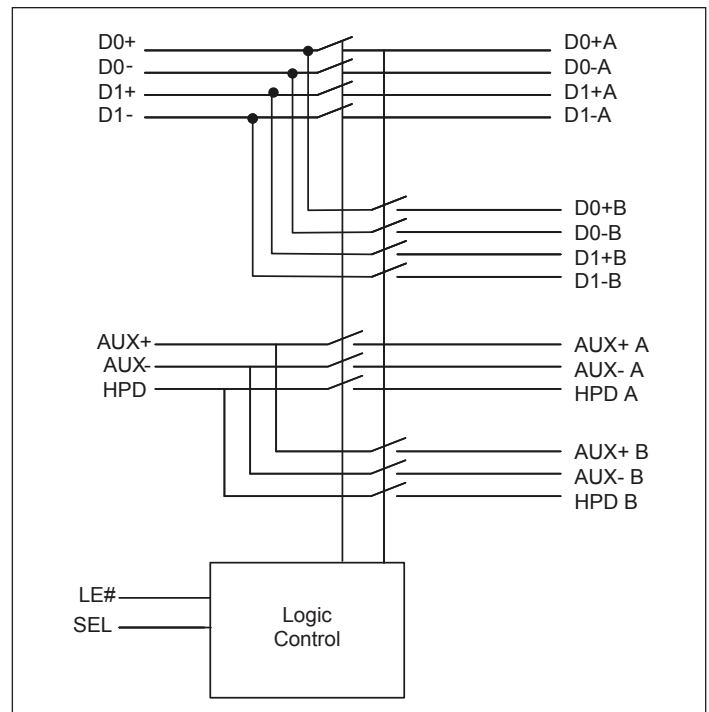 D0+ D0+A
D0- D0-A
D1+ D1+A
D1- D1-A
D0+B
D0-B
D1+B
D1-B
AUX+ AUX+ A
AUX- AUX- A
HPD HPD A
AUX+ B
AUX- B
HPD B
LE#
SEL
Logic
Control